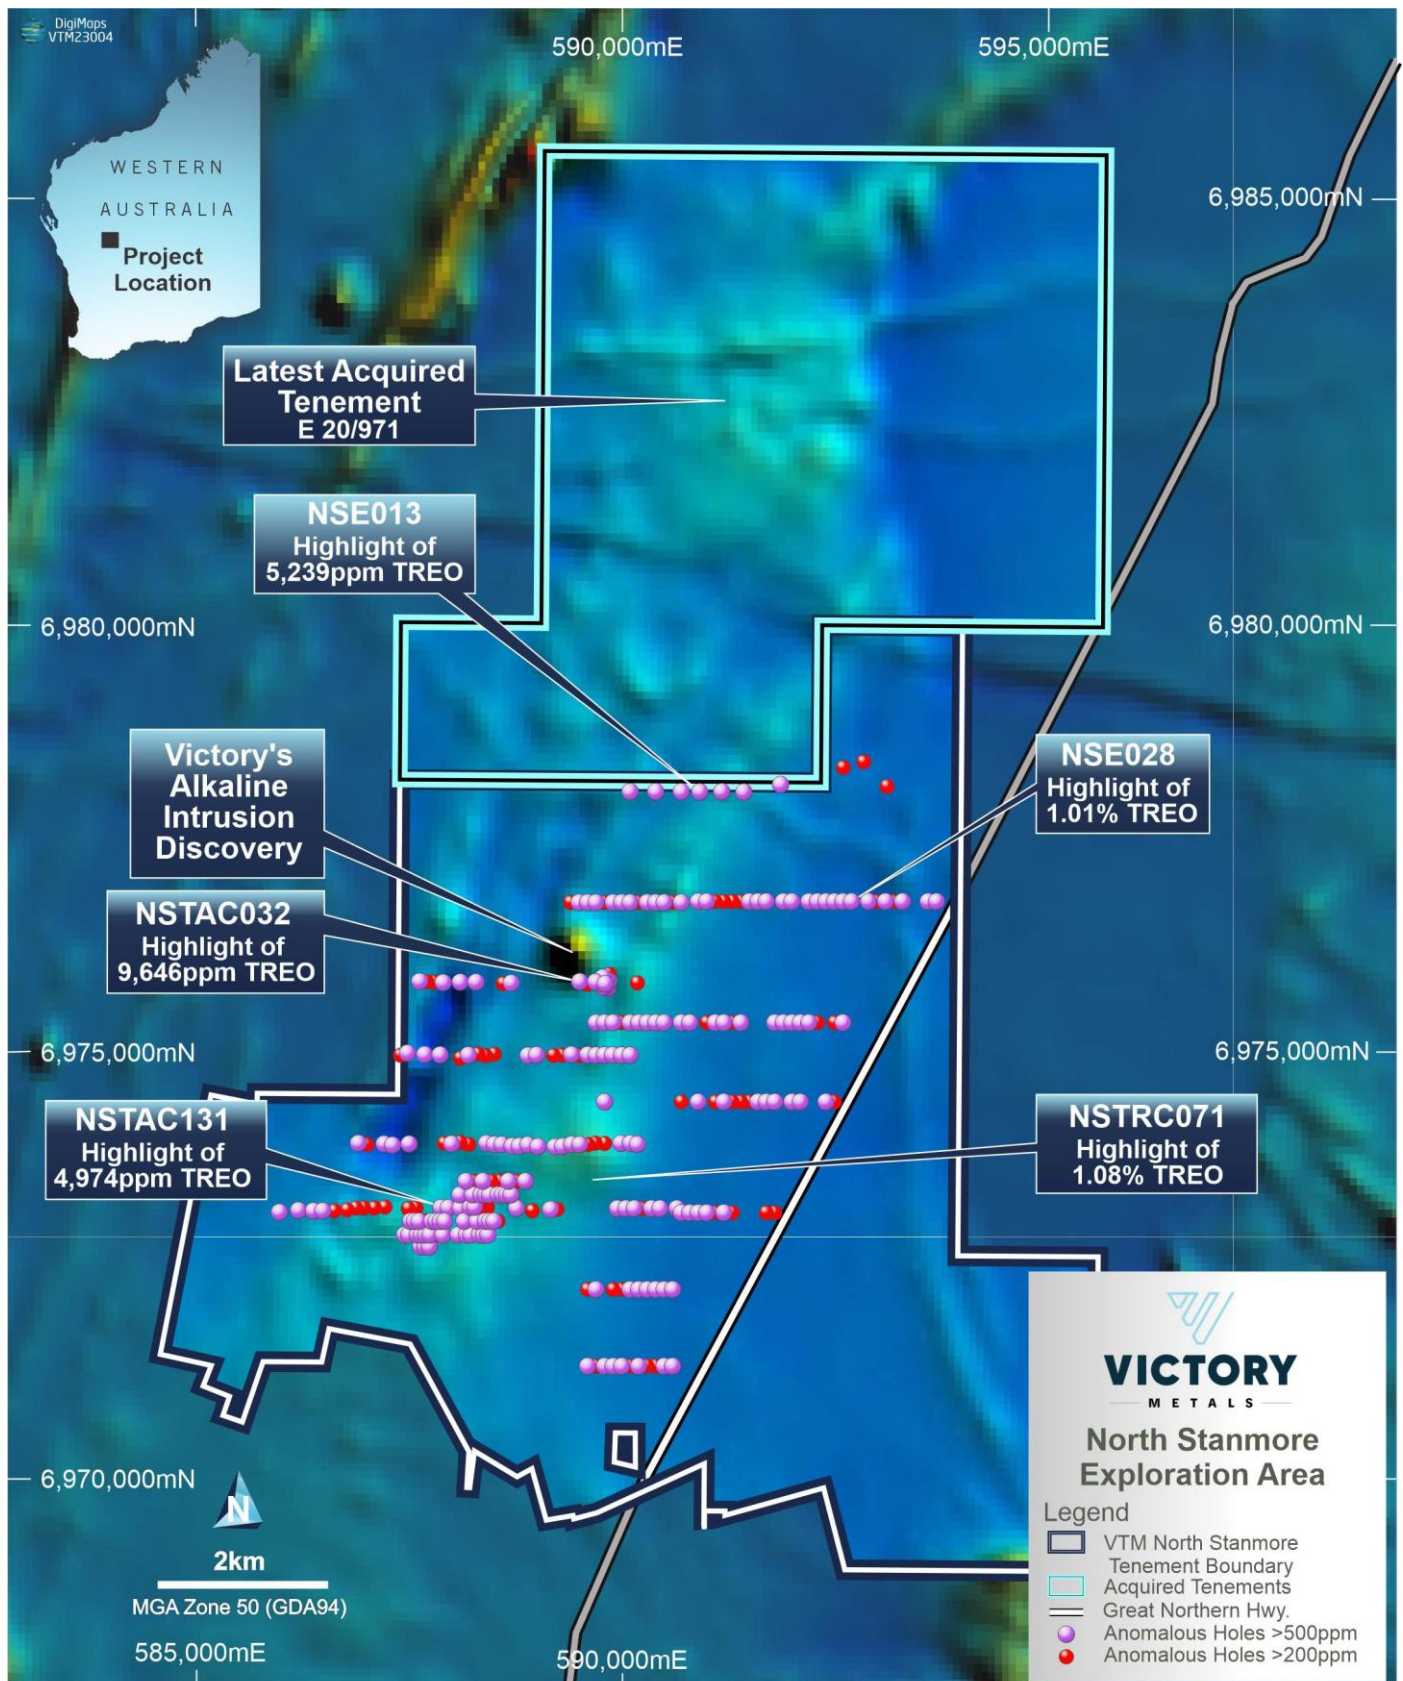 DigiMaps
VTM23004
590,000mE
595,000mE
WESTERN
AUSTRALIA
Project
Location
6,985,000mN
Latest Acquired
Tenement
E 20/971
NSE013
Highlight of
5,239ppm TREO
6,980,000mN
6,980,000mN
Victory's
Alkaline
Intrusion
Discovery
NSE028
Highlight of
1.01% TREO
NSTAC032
Highlight of
9,646ppm TREO
6,975,000mN
6,975,000mN
NSTAC131
Highlight of
4,974ppm TREO
NSTRC071
Highlight of
1.08% TREO
6,970,000mN
N
2km
MGA Zone 50 (GDA94)
585,000mE
590,000mE
VICTORY
METALS
North Stanmore
Exploration Area
Legend
VTM North Stanmore
Tenement Boundary
Acquired Tenements
Great Northern Hwy.
Anomalous Holes >500ppm
Anomalous Holes >200ppm